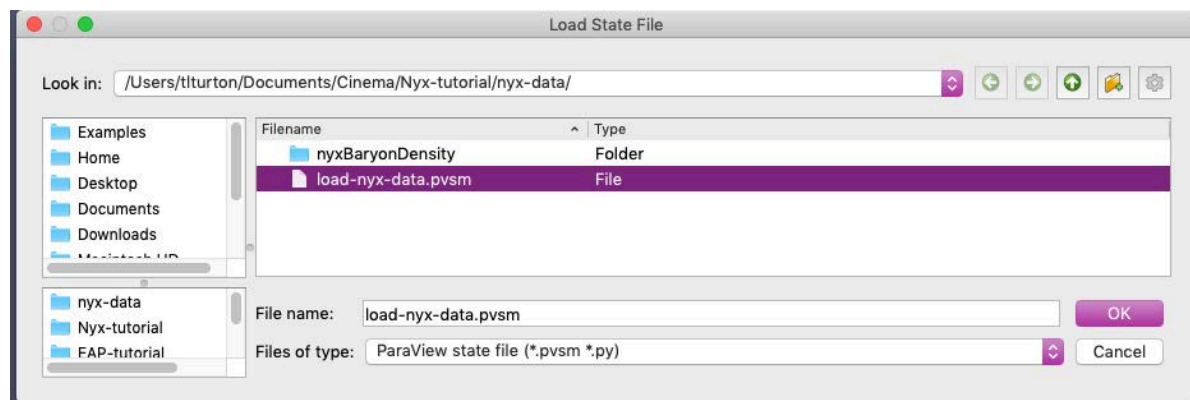 Load State File
Look in: /Users/tlturton/Documents/Cinema/Nyx-tutorial/nyx-data/
Examples
Home
Desktop
Documents
Downloads
Filename Type
nyxBaryonDensity Folder
load-nyx-data.pvsm File
nyx-data
Nyx-tutorial
EAP-tutorial
File name: load-nyx-data.pvsm OK
Files of type: ParaView state file (*.pvsm *.py) Cancel